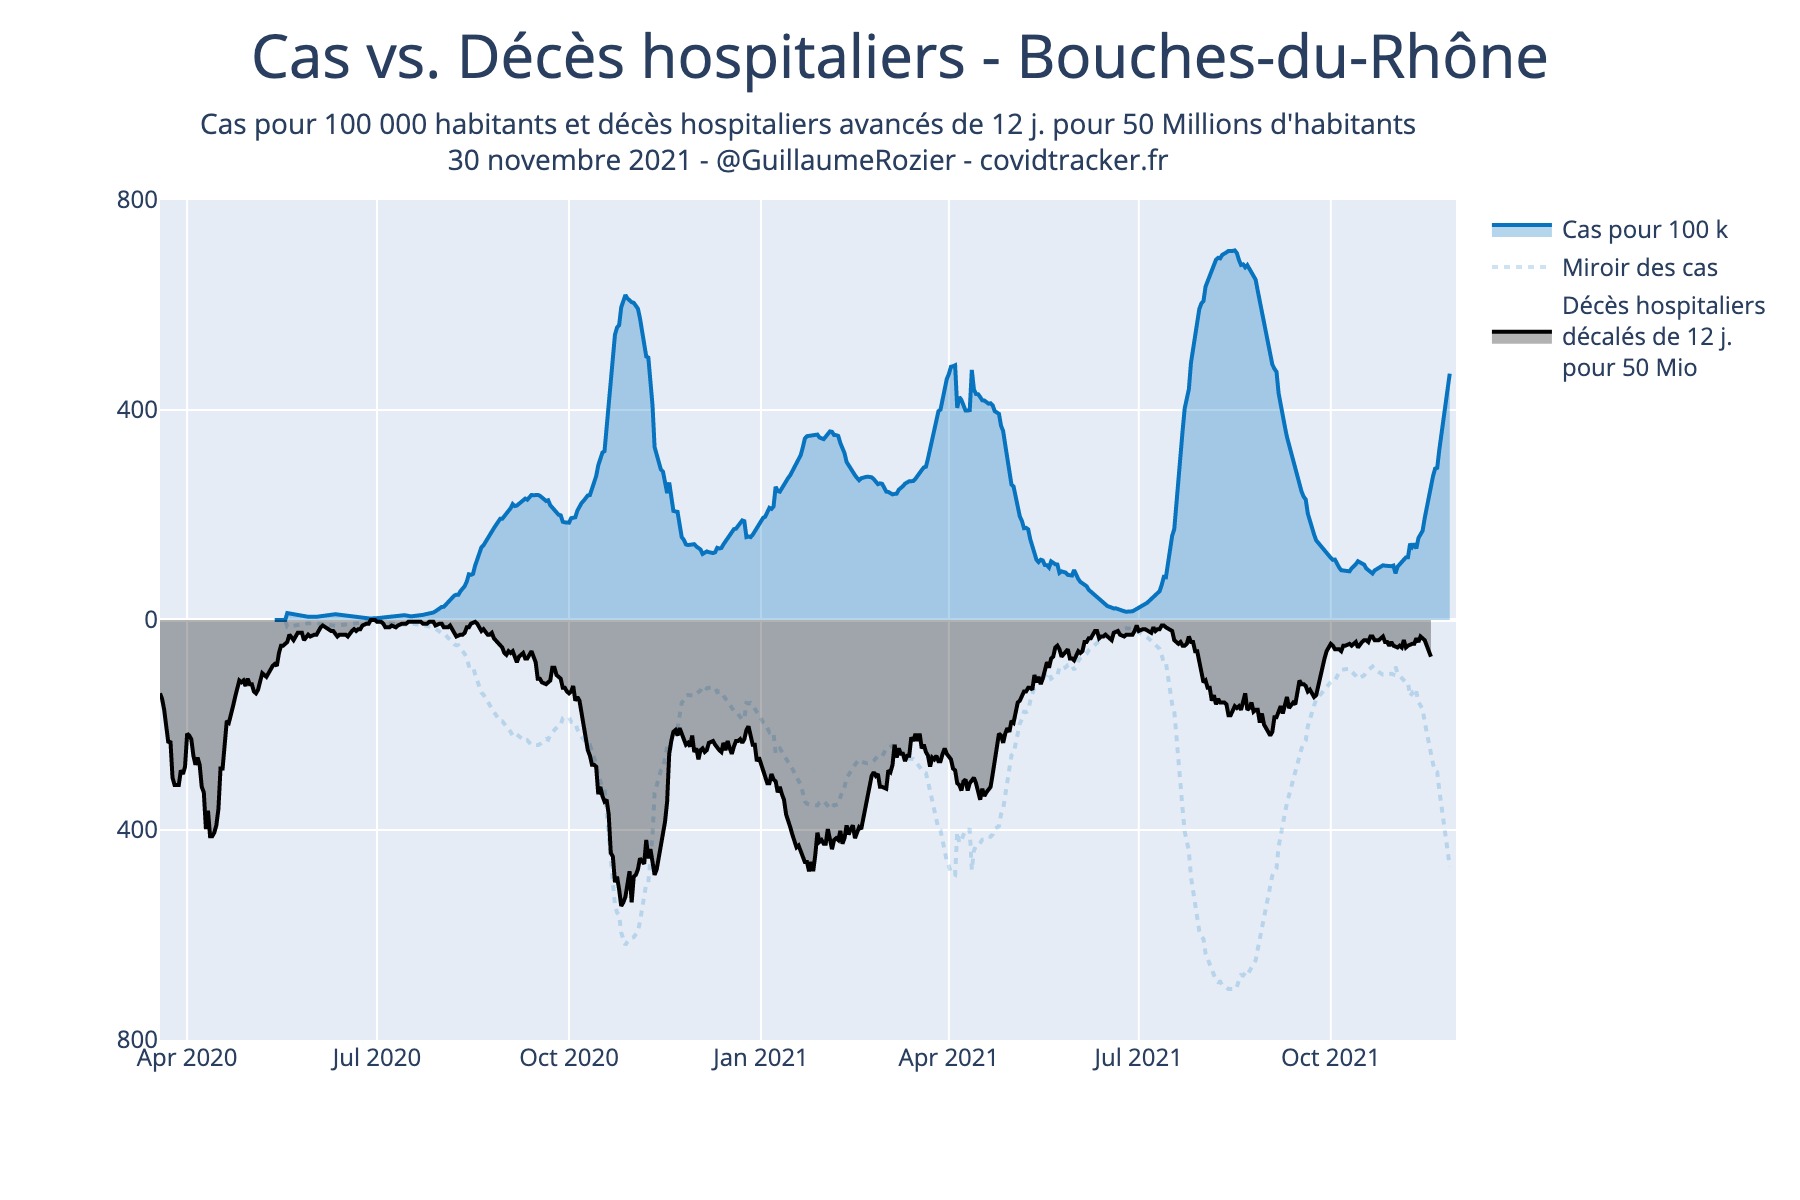 Cas vs. Décès hospitaliers - Bouches-du-Rhône
Cas pour 100 000 habitants et décès hospitaliers avancés de 12 j. pour 50 Millions d'habitants
30 novembre 2021 - @GuillaumeRozier - covidtracker.fr
800
400
0
400
800
Apr 2020
Jul 2020
Oct 2020
Jan 2021
Apr 2021
Jul 2021
Oct 2021
Cas pour 100 k
Miroir des cas
Décès hospitaliers
décalés de 12 j.
pour 50 Mio